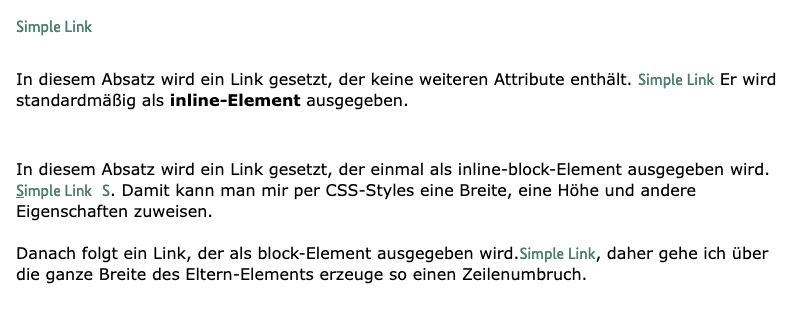 Simple Link
In diesem Absatz wird ein Link gesetzt, der keine weiteren Attribute enthält. Simple Link Er wird
standardmäßig als inline-Element ausgegeben.
In diesem Absatz wird ein Link gesetzt, der einmal als inline-block-Element ausgegeben wird.
Simple Link S. Damit kann man mir per CSS-Styles eine Breite, eine Höhe und andere
Eigenschaften zuweisen.
Danach folgt ein Link, der als block-Element ausgegeben wird.Simple Link, daher gehe ich über
die ganze Breite des Eltern-Elements erzeuge so einen Zeilenumbruch.